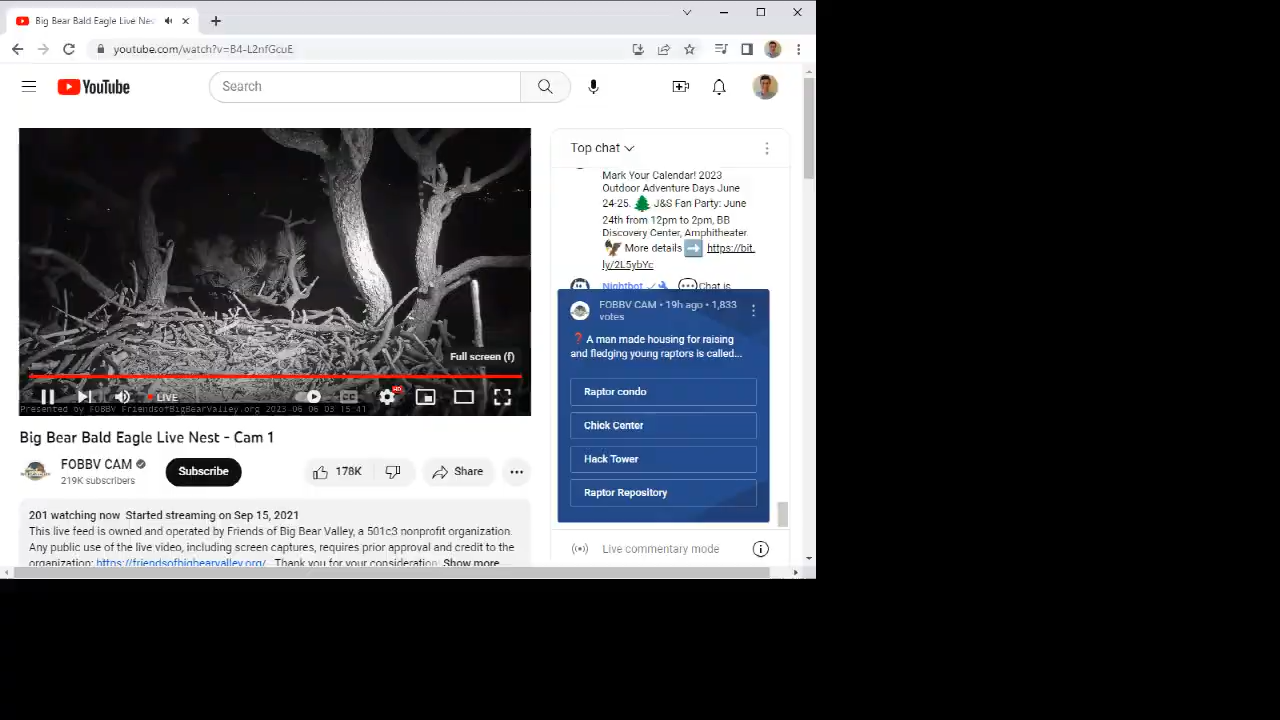 Big Bear Bald Eagle Live Nest
youtube.com/watch?v=B4-L2nfGcuE
YouTube
Search
Top chat
Mark Your Calendar! 2023
Outdoor Adventure Days June
24-25. 🌲 J&S Fan Party: June
24th from 12pm to 2pm, BB
Discovery Center, Amphitheater.
🦅 More details ➡️ https://bit.
ly/2L5ybYc
Nightbot 💬Chat is
FOBBV CAM • 19h ago • 1,833
votes
❓A man made housing for raising
and fledging young raptors is called...
Raptor condo
Chick Center
Hack Tower
Raptor Repository
Live commentary mode
Full screen (f)
LIVE
CC
HD
Presented by FOBBV FriendsofBigBearValley.org 2023-06-06 03 15:41
Big Bear Bald Eagle Live Nest - Cam 1
FOBBV CAM
219K subscribers
Subscribe
178K
Share
201 watching now Started streaming on Sep 15, 2021
This live feed is owned and operated by Friends of Big Bear Valley, a 501c3 nonprofit organization.
Any public use of the live video, including screen captures, requires prior approval and credit to the
organization: https://friendsofbigbearvalley.org/ . Thank you for your consideration. Show more